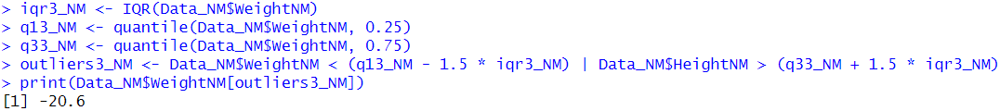 > iqr3_NM <- IQR(Data_NM$WeightNM)
> q13_NM <- quantile(Data_NM$WeightNM, 0.25)
> q33_NM <- quantile(Data_NM$WeightNM, 0.75)
> outliers3_NM <- Data_NM$WeightNM < (q13_NM - 1.5 * iqr3_NM) | Data_NM$HeightNM > (q33_NM + 1.5 * iqr3_NM)
> print(Data_NM$WeightNM[outliers3_NM])
[1] -20.6